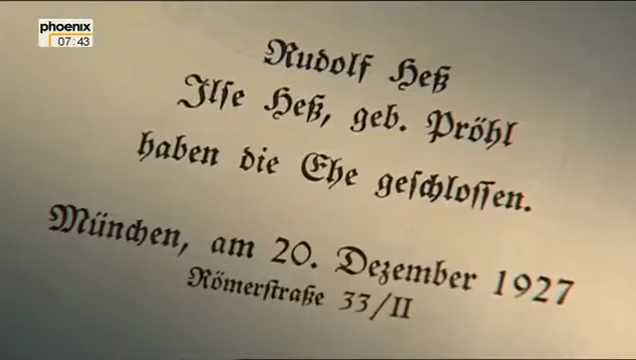 phoenix
07:43
Rudolf Heß
Ilse Heß, geb. Pröhl
haben die Ehe geschlossen.
München, am 20. Dezember 1927
Römerstraße 33/II